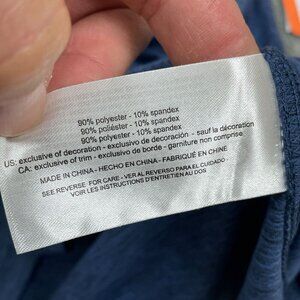 90% polyester - 10% spandex
90% poliéster - 10% spandex
90% polyester - 10% spandex
US: exclusive of decoration - exclusivo de decoración - sauf la décoration
CA: exclusive of trim - exclusivo de borde - garniture non comprise
MADE IN CHINA - HECHO EN CHINA - FABRIQUÉ EN CHINE
SEE REVERSE FOR CARE - VER AL REVERSO PARA EL CUIDADO -
VOIR LES INSTRUCTIONS D'ENTRETIEN AU DOS